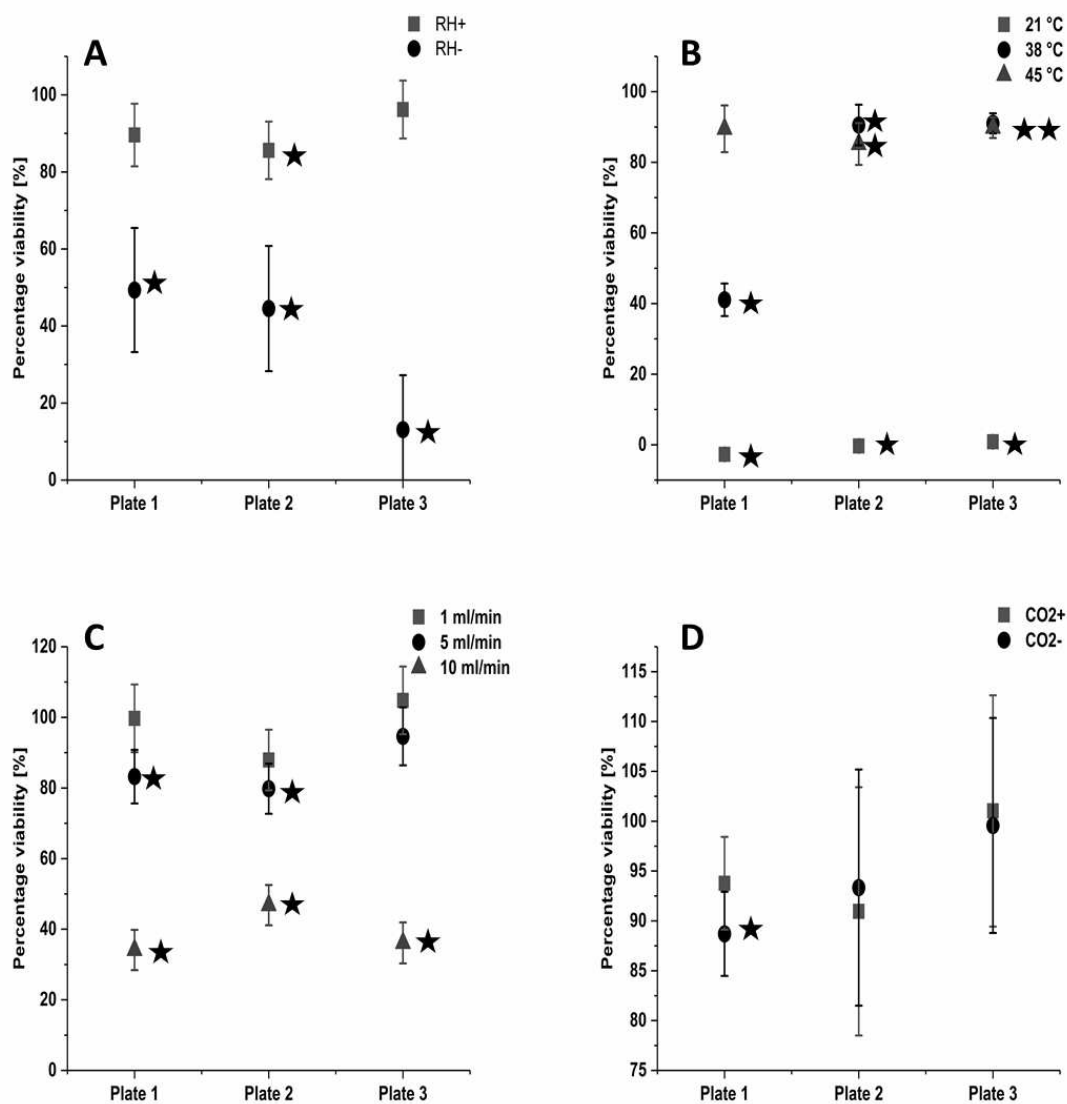 A
RH+
RH-
Percentage viability [%]
100
80
60
40
20
0
Plate 1 Plate 2 Plate 3
B
21 °C
38 °C
45 °C
Percentage viability [%]
100
80
60
40
20
0
Plate 1 Plate 2 Plate 3
C
1 ml/min
5 ml/min
10 ml/min
Percentage viability [%]
120
100
80
60
40
20
0
Plate 1 Plate 2 Plate 3
D
CO2+
CO2-
Percentage viability [%]
115
110
105
100
95
90
85
80
75
Plate 1 Plate 2 Plate 3